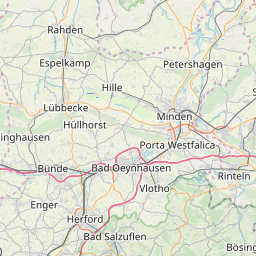 Rahden
Espelkamp
Petershagen
Hille
Lübbecke
Minden
Hüllhorst
inghausen
Porta Westfalica
Bünde
Bad Oeynhausen
Rinteln
Vlotho
Enger
Herford
Bad Salzuflen
Bösing